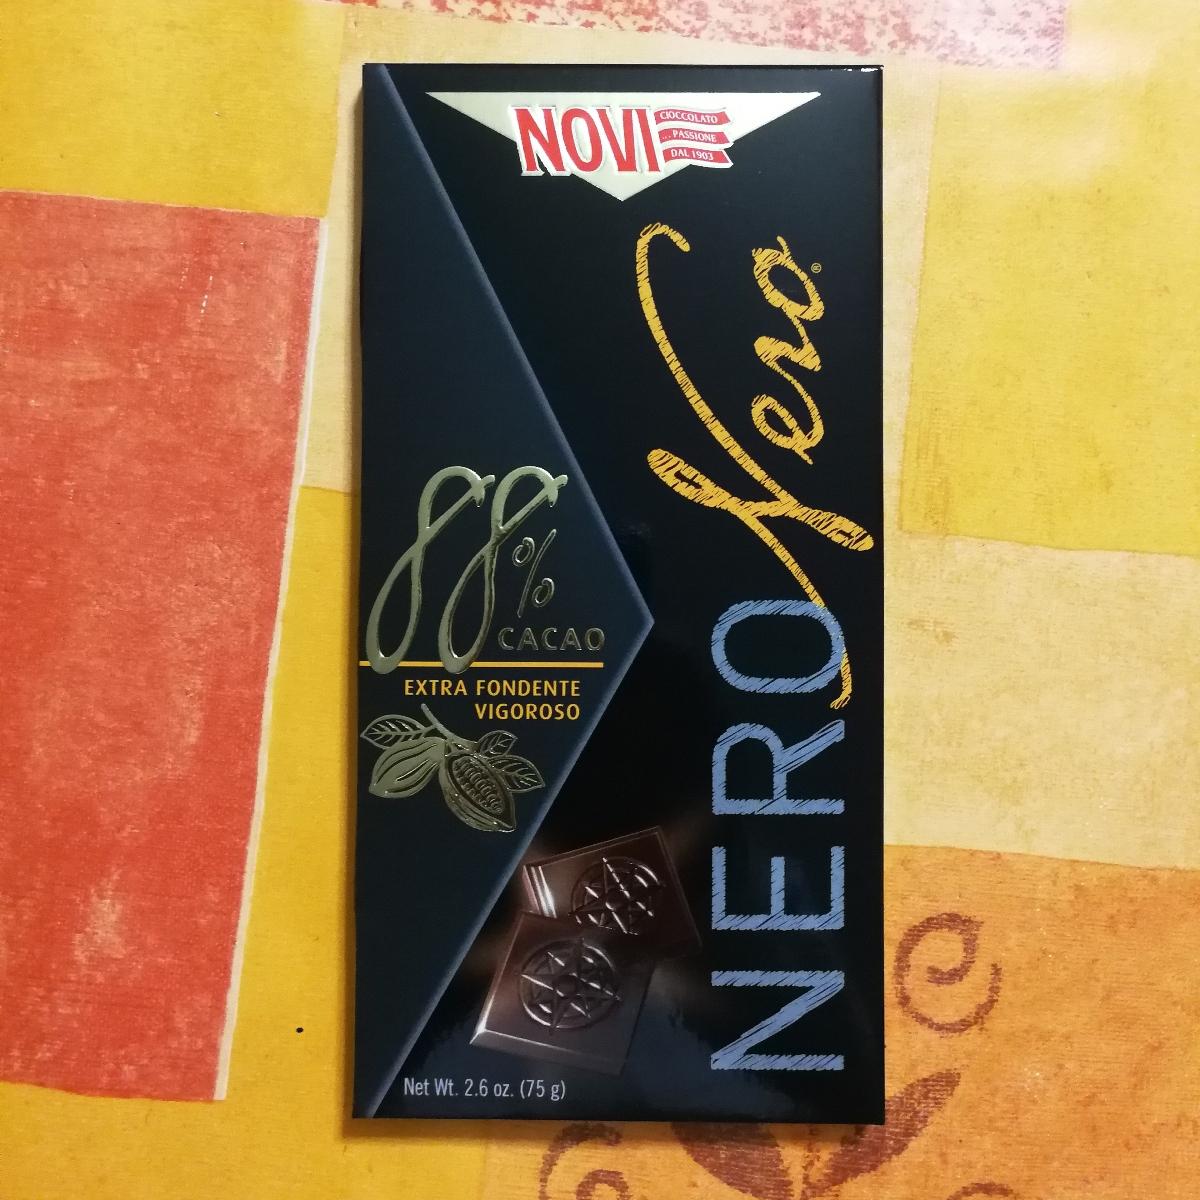 NOVI
CIOCCOLATO
...PASSIONE
DAL 1903
NERO Nero®
88%
CACAO
EXTRA FONDENTE
VIGOROSO
Net Wt. 2.6 oz. (75 g)